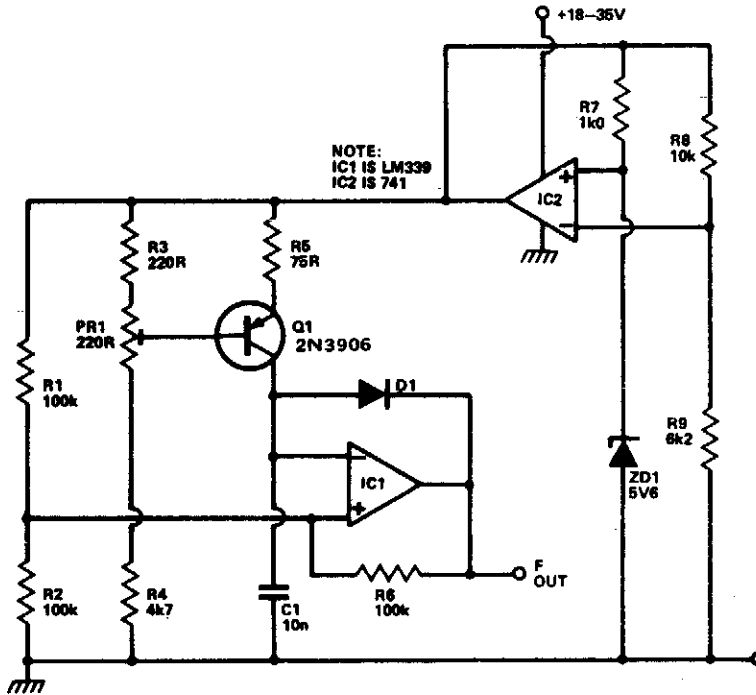 +18–35V
R7
1k0
R8
10k
NOTE:
IC1 IS LM339
IC2 IS 741
+
IC2
−
R3
220R
R5
75R
PR1
220R
Q1
2N3906
R1
100k
D1
−
IC1
+
R9
6k2
ZD1
5V6
F
OUT
R2
100k
R4
4k7
C1
10n
R6
100k